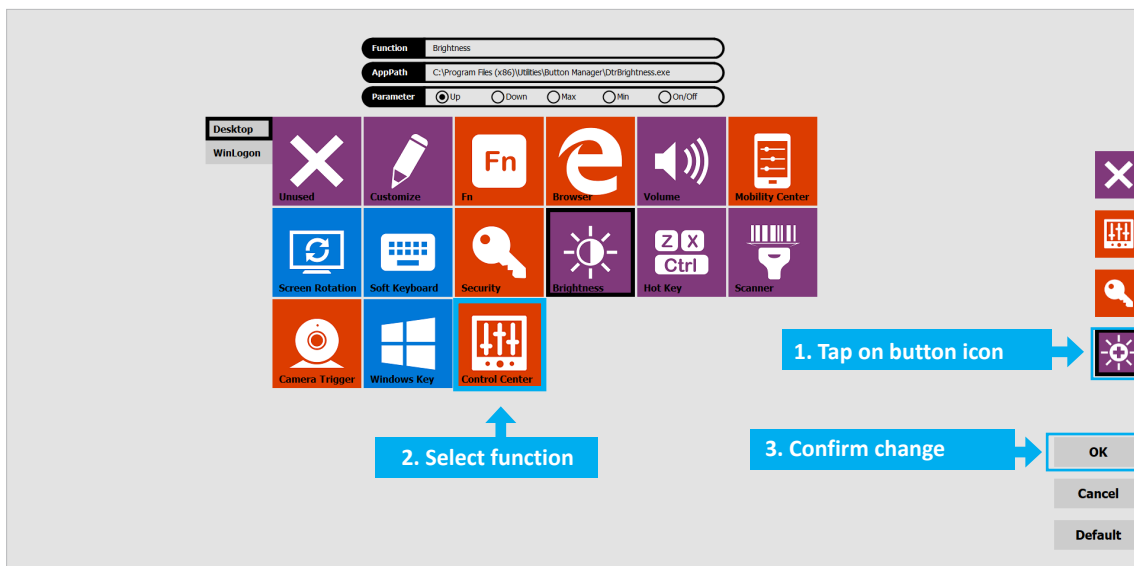 Function Brightness
AppPath C:\Program Files (x86)\Utilities\Button Manager\DtrBrightness.exe
Parameter Up Down Max Min On/Off
Desktop
WinLogon
Unused Customize Fn Fn Browser Volume Mobility Center
Z X
Ctrl
Screen Rotation Soft Keyboard Security Brightness Hot Key Scanner
1. Tap on button icon
Camera Trigger Windows Key Control Center
2. Select function
3. Confirm change
OK
Cancel
Default